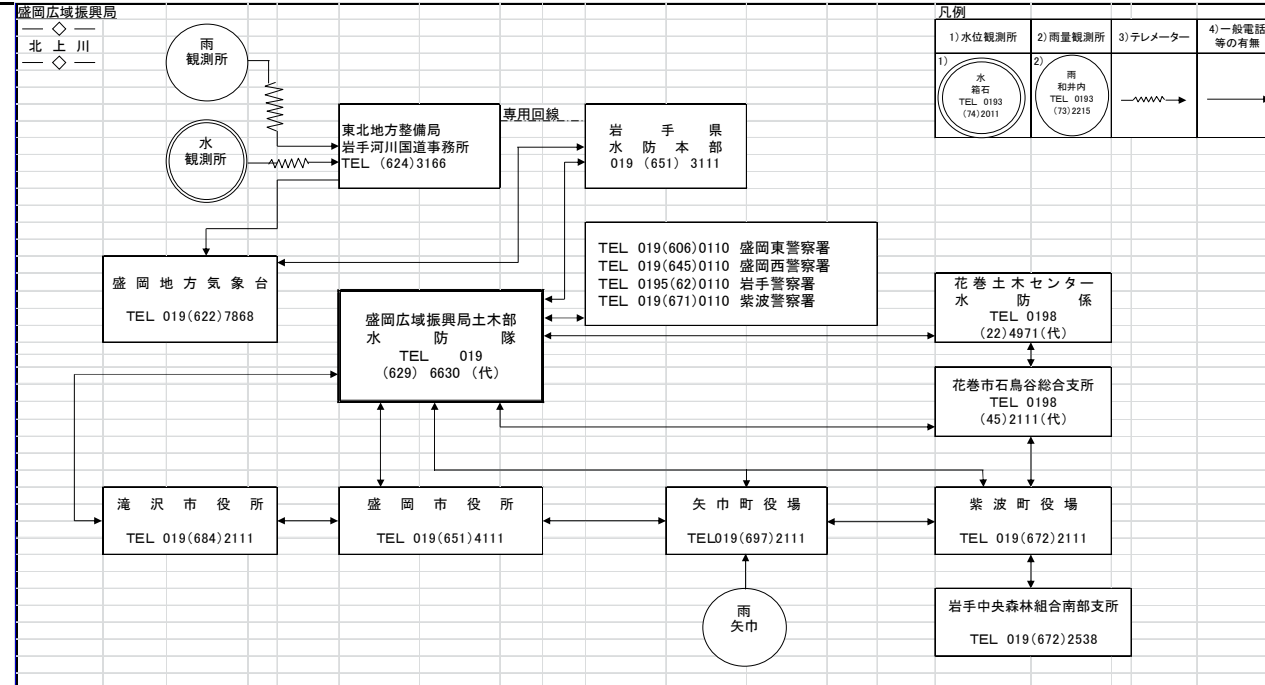 盛岡広域振興局
北上川
雨
観測所
水
観測所
東北地方整備局
岩手河川国道事務所
TEL (624)3166
専用回線
岩手県
水防本部
019 (651) 3111
凡例
1)水位観測所
2)雨量観測所
3)テレメーター
4)一般電話
等の有無
1)
水
箱石
TEL 0193
(74)2011
2)
雨
和井内
TEL 0193
(73)2215
盛岡地方気象台
TEL 019(622)7868
TEL 019(606)0110 盛岡東警察署
TEL 019(645)0110 盛岡西警察署
TEL 0195(62)0110 岩手警察署
TEL 019(671)0110 紫波警察署
盛岡広域振興局土木部
水防隊
TEL 019
(629) 6630 (代)
花巻土木センター
水防係
TEL 0198
(22)4971(代)
花巻市石鳥谷総合支所
TEL 0198
(45)2111(代)
滝沢市役所
TEL 019(684)2111
盛岡市役所
TEL 019(651)4111
矢巾町役場
TEL019(697)2111
紫波町役場
TEL 019(672)2111
雨
矢巾
岩手中央森林組合南部支所
TEL 019(672)2538